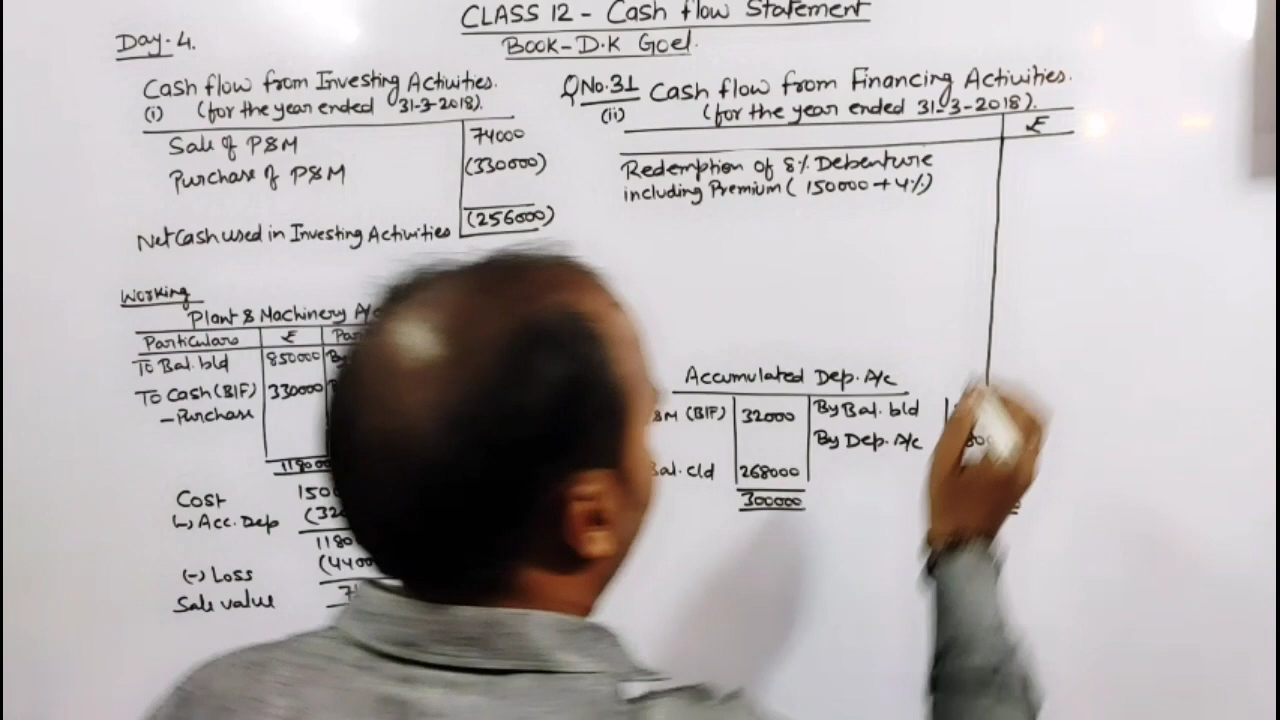 CLASS 12 - Cash flow Statement
Day-4.
BOOK-D.K Goel.
Cash flow from Investing Activities.
(i) (for the year ended 31-3-2018).
Sale of P&M 74000
Purchase of P&M (330000)
(256000)
Net Cash used in Investing Activities
QNo.31 Cash flow from Financing Activities.
(ii) (for the year ended 31-3-2018).
₹
Redemption of 8% Debenture
including Premium ( 150000 + 4%)
Working
Plant & Machinery A/c
Particulars ₹
To Bal. b/d 850000
To Cash (B/F) 330000
- Purchase
Cost
(-) Acc. Dep
(-) Loss
Sale value
Accumulated Dep. A/c
(B/F) 32000 By Bal. b/d
By Dep. A/c
c/d 268000
300000